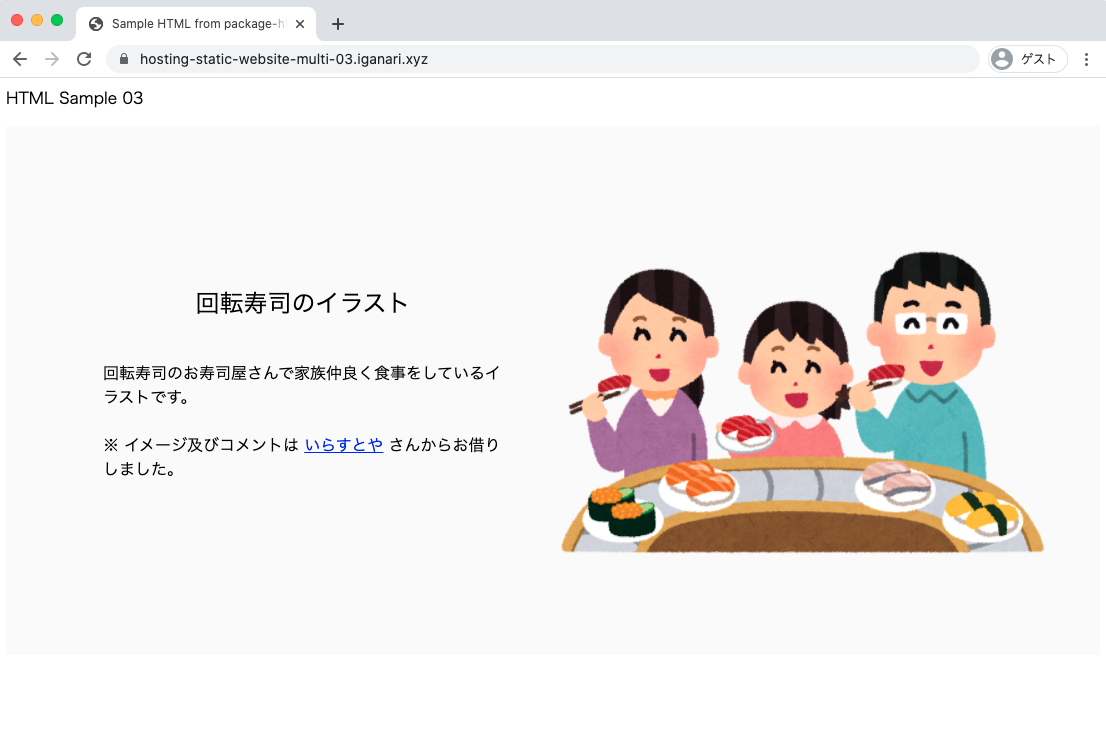 Sample HTML from package-h
hosting-static-website-multi-03.iganari.xyz
ゲスト
HTML Sample 03
回転寿司のイラスト
回転寿司のお寿司屋さんで家族仲良く食事をしているイ
ラストです。
※ イメージ及びコメントは いらすとや さんからお借り
しました。